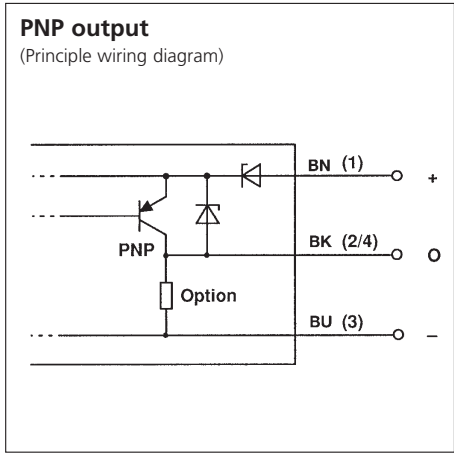 PNP output
(Principle wiring diagram)
BN (1)
+
PNP
BK (2/4)
O
Option
BU (3)
–